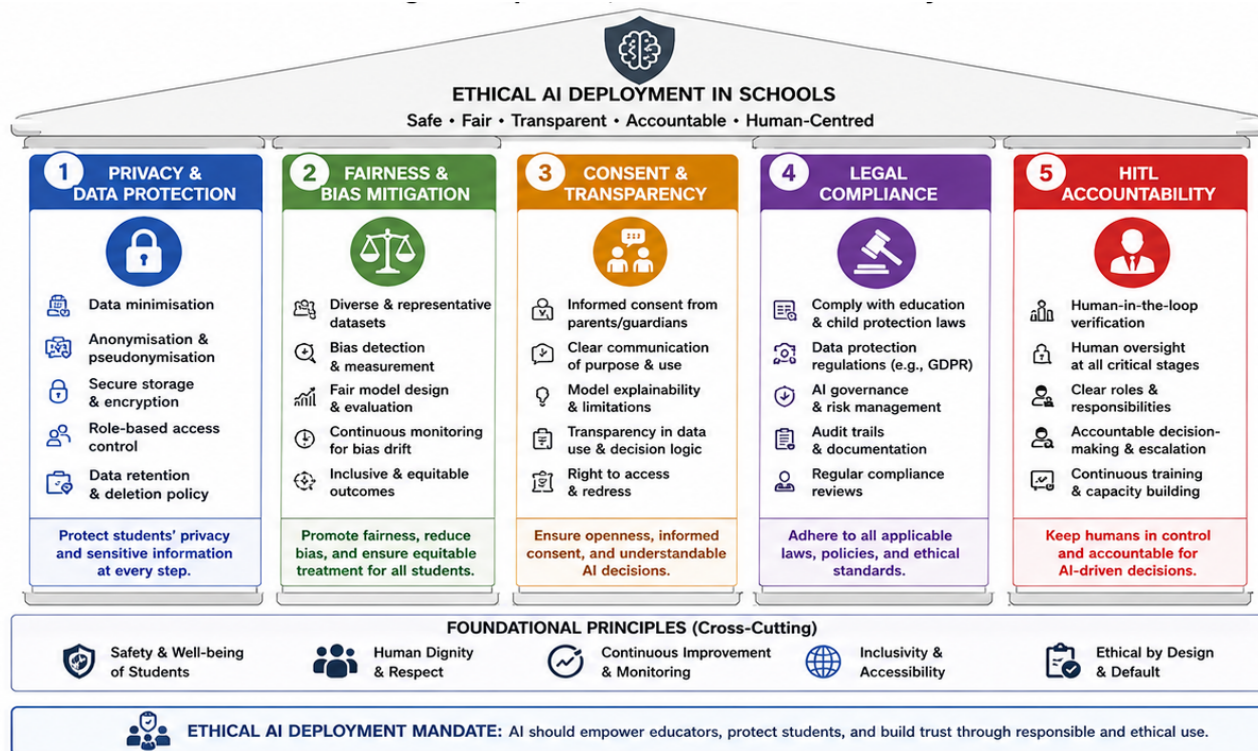 ETHICAL AI DEPLOYMENT IN SCHOOLS
Safe • Fair • Transparent • Accountable • Human-Centred
1
PRIVACY &
DATA PROTECTION
Data minimisation
Anonymisation &
pseudonymisation
Secure storage
& encryption
Role-based access
control
Data retention
& deletion policy
Protect students' privacy
and sensitive information
at every step.
2
FAIRNESS &
BIAS MITIGATION
Diverse & representative
datasets
Bias detection
& measurement
Fair model design
& evaluation
Continuous monitoring
for bias drift
Inclusive & equitable
outcomes
Promote fairness, reduce
bias, and ensure equitable
treatment for all students.
3
CONSENT &
TRANSPARENCY
Informed consent from
parents/guardians
Clear communication
of purpose & use
Model explainability
& limitations
Transparency in data
use & decision logic
Right to access
& redress
Ensure openness, informed
consent, and understandable
AI decisions.
4
LEGAL
COMPLIANCE
Comply with education
& child protection laws
Data protection
regulations (e.g., GDPR)
AI governance
& risk management
Audit trails
& documentation
Regular compliance
reviews
Adhere to all applicable
laws, policies, and ethical
standards.
5
HITL
ACCOUNTABILITY
Human-in-the-loop
verification
Human oversight
at all critical stages
Clear roles &
responsibilities
Accountable decision-
making & escalation
Continuous training
& capacity building
Keep humans in control
and accountable for
AI-driven decisions.
FOUNDATIONAL PRINCIPLES (Cross-Cutting)
Safety & Well-being
of Students
Human Dignity
& Respect
Continuous Improvement
& Monitoring
Inclusivity &
Accessibility
Ethical by Design
& Default
ETHICAL AI DEPLOYMENT MANDATE: AI should empower educators, protect students, and build trust through responsible and ethical use.